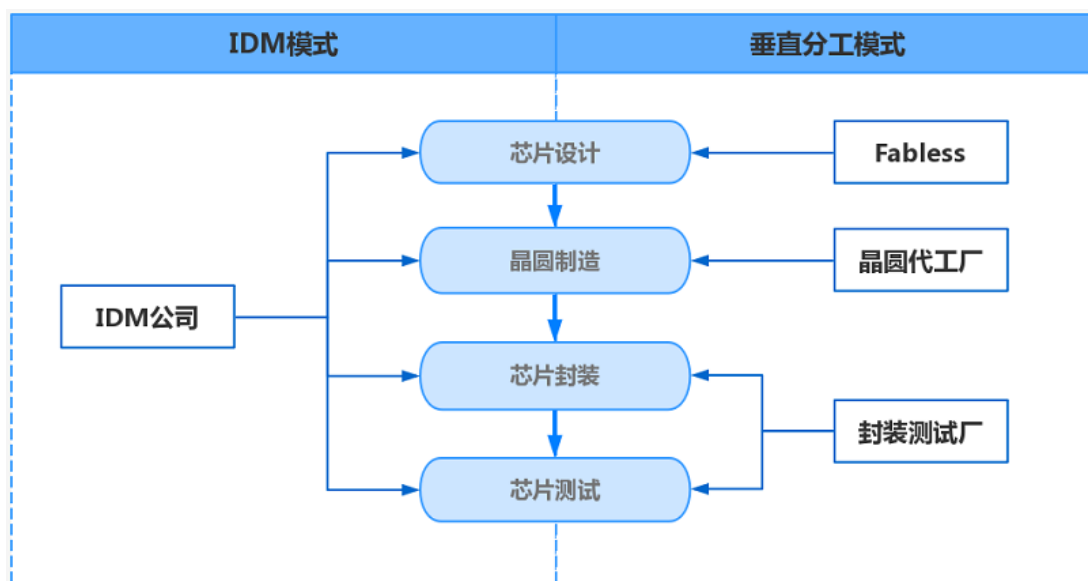 IDM模式
垂直分工模式
芯片设计
Fabless
晶圆制造
晶圆代工厂
IDM公司
芯片封装
封装测试厂
芯片测试